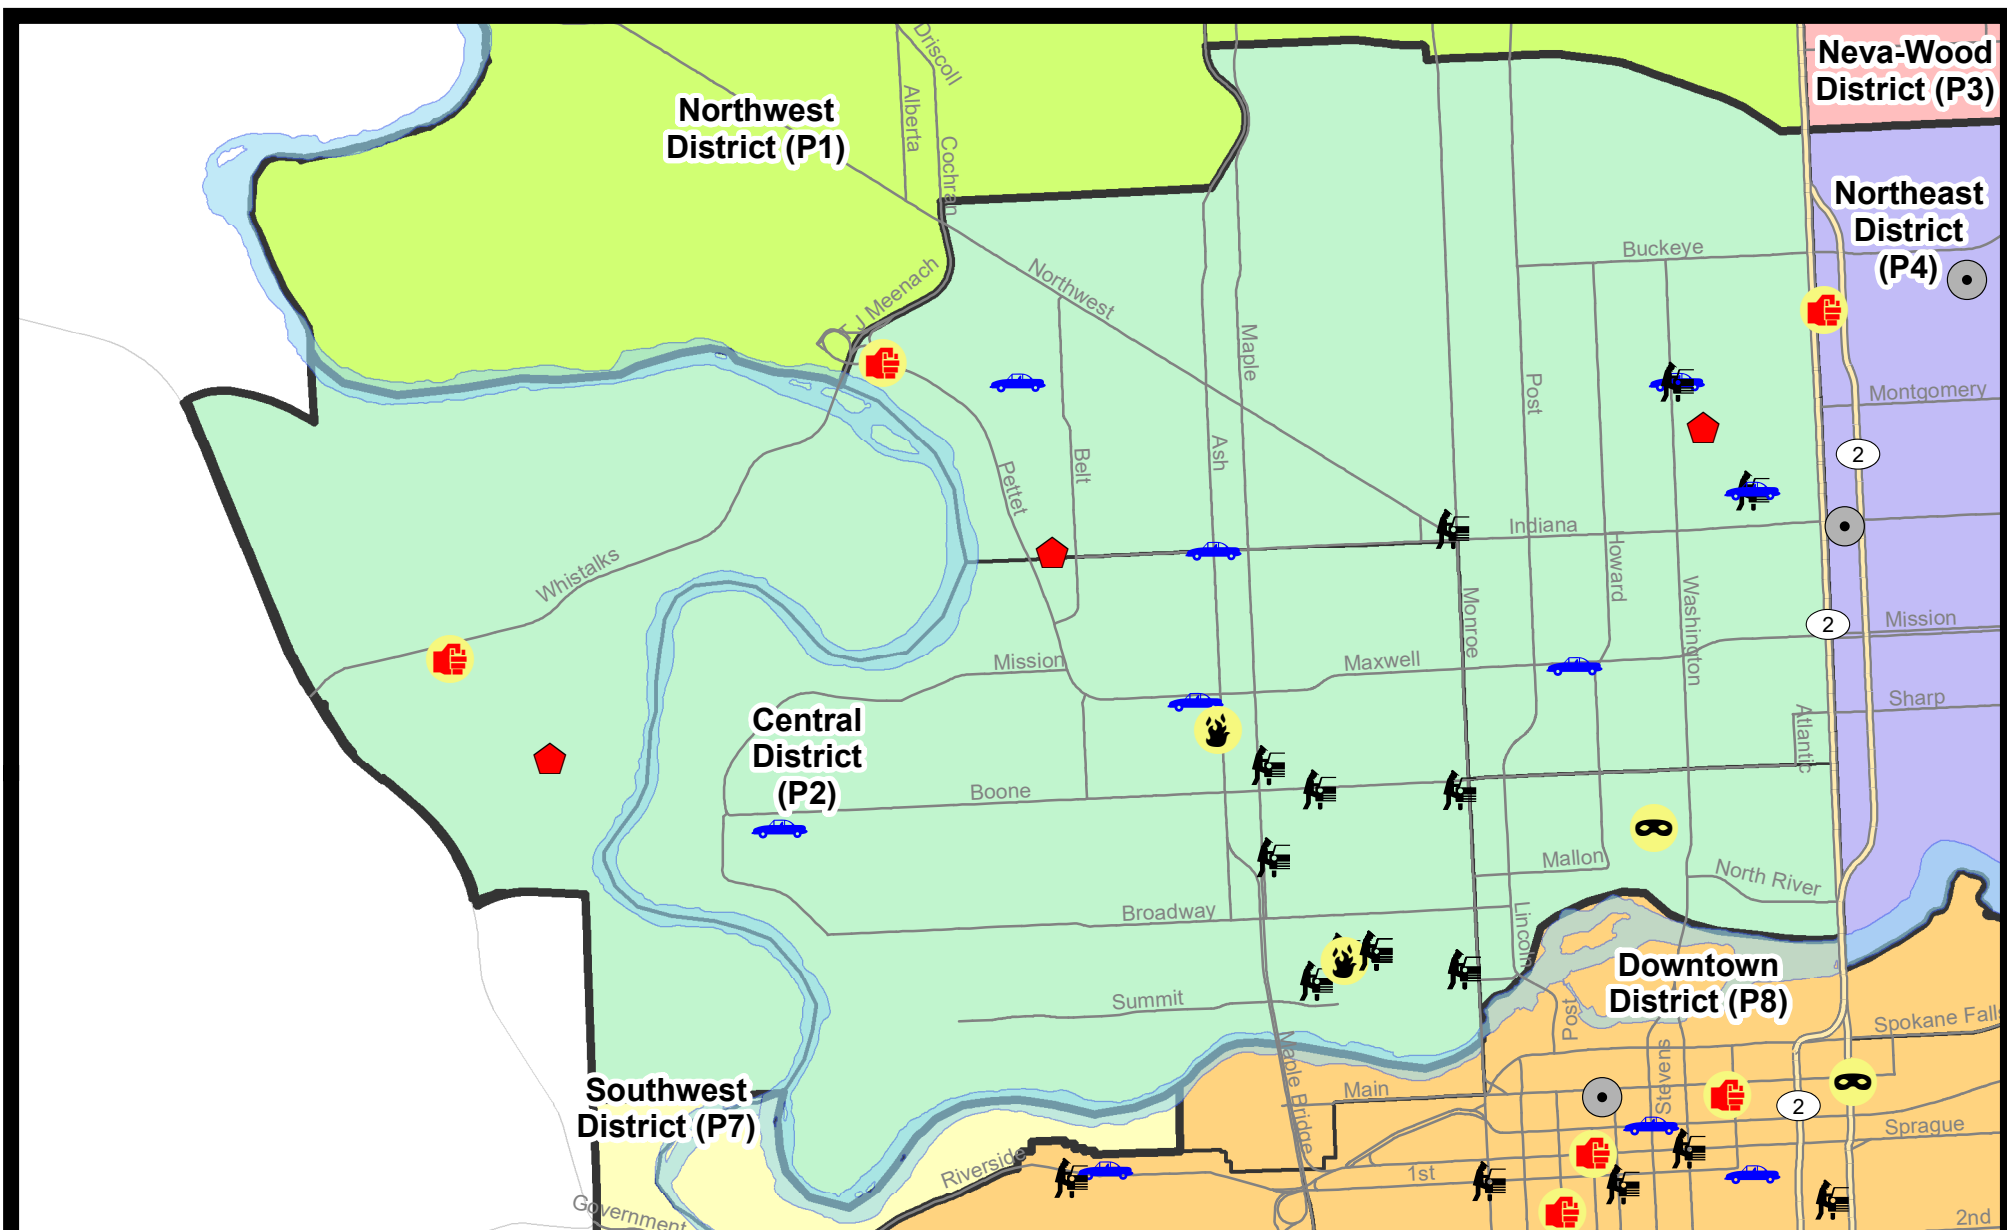 Driscoll
Neva-Wood
District (P3)
Northwest
District (P1)
Alberta
Cochran
Northeast
District
(P4)
Buckeye
T J Meenach
Northwest
Maple
Post
Montgomery
Ash
Belt
Pettet
2
Indiana
Howard
Whistalks
Washington
Monroe
2
Mission
Mission
Maxwell
Sharp
Atlantic
Central
District
(P2)
Boone
Mallon
North River
Broadway
Lincoln
Downtown
District (P8)
Summit
Post
Spokane Falls
Maple Bridge
Stevens
Main
Southwest
District (P7)
2
Sprague
Riverside
1st
Government
2nd